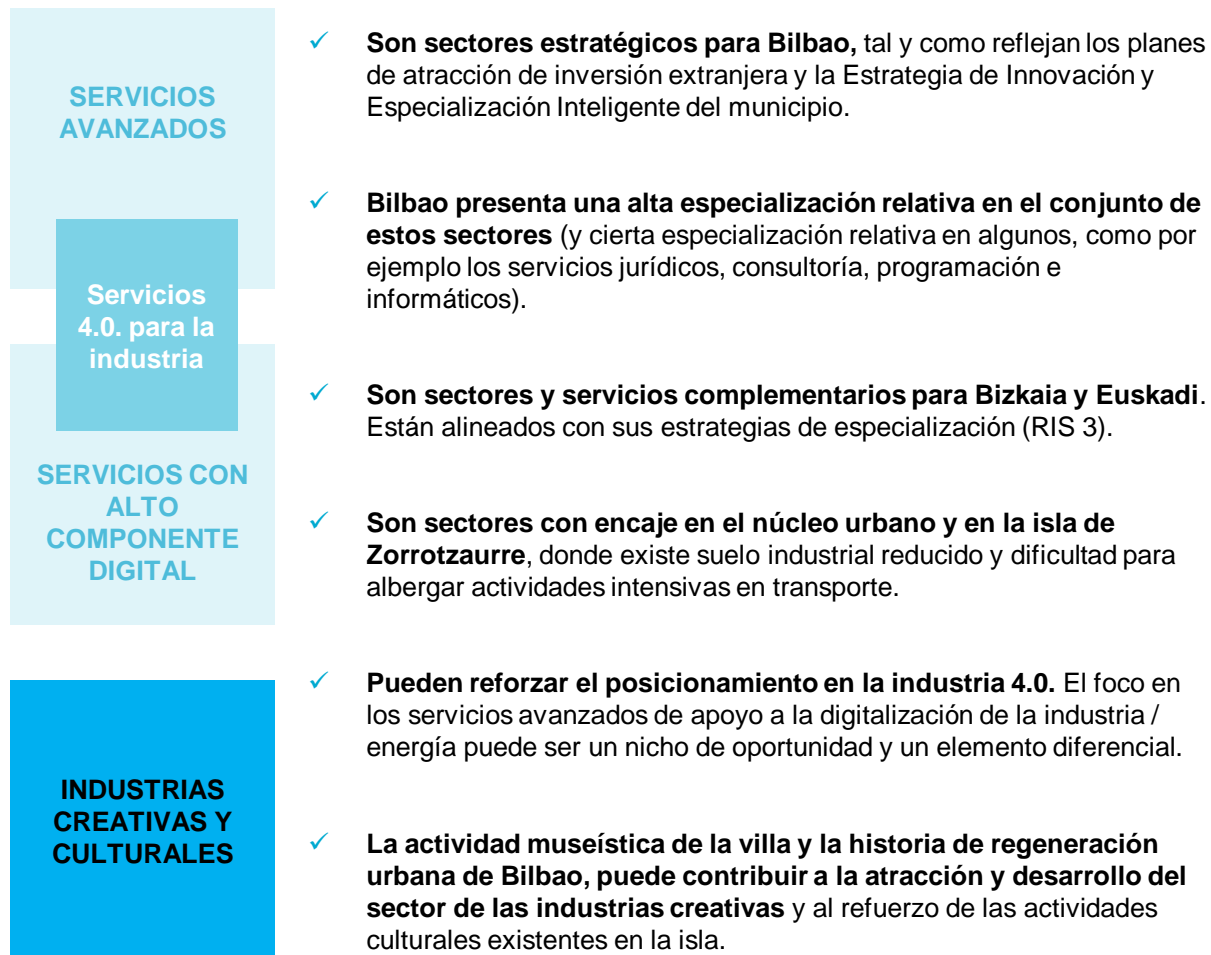 SERVICIOS
AVANZADOS
Servicios
4.0. para la
industria
SERVICIOS CON
ALTO
COMPONENTE
DIGITAL
INDUSTRIAS
CREATIVAS Y
CULTURALES
✓ Son sectores estratégicos para Bilbao, tal y como reflejan los planes
de atracción de inversión extranjera y la Estrategia de Innovación y
Especialización Inteligente del municipio.
✓ Bilbao presenta una alta especialización relativa en el conjunto de
estos sectores (y cierta especialización relativa en algunos, como por
ejemplo los servicios jurídicos, consultoría, programación e
informáticos).
✓ Son sectores y servicios complementarios para Bizkaia y Euskadi.
Están alineados con sus estrategias de especialización (RIS 3).
✓ Son sectores con encaje en el núcleo urbano y en la isla de
Zorrotzaurre, donde existe suelo industrial reducido y dificultad para
albergar actividades intensivas en transporte.
✓ Pueden reforzar el posicionamiento en la industria 4.0. El foco en
los servicios avanzados de apoyo a la digitalización de la industria /
energía puede ser un nicho de oportunidad y un elemento diferencial.
✓ La actividad museística de la villa y la historia de regeneración
urbana de Bilbao, puede contribuir a la atracción y desarrollo del
sector de las industrias creativas y al refuerzo de las actividades
culturales existentes en la isla.